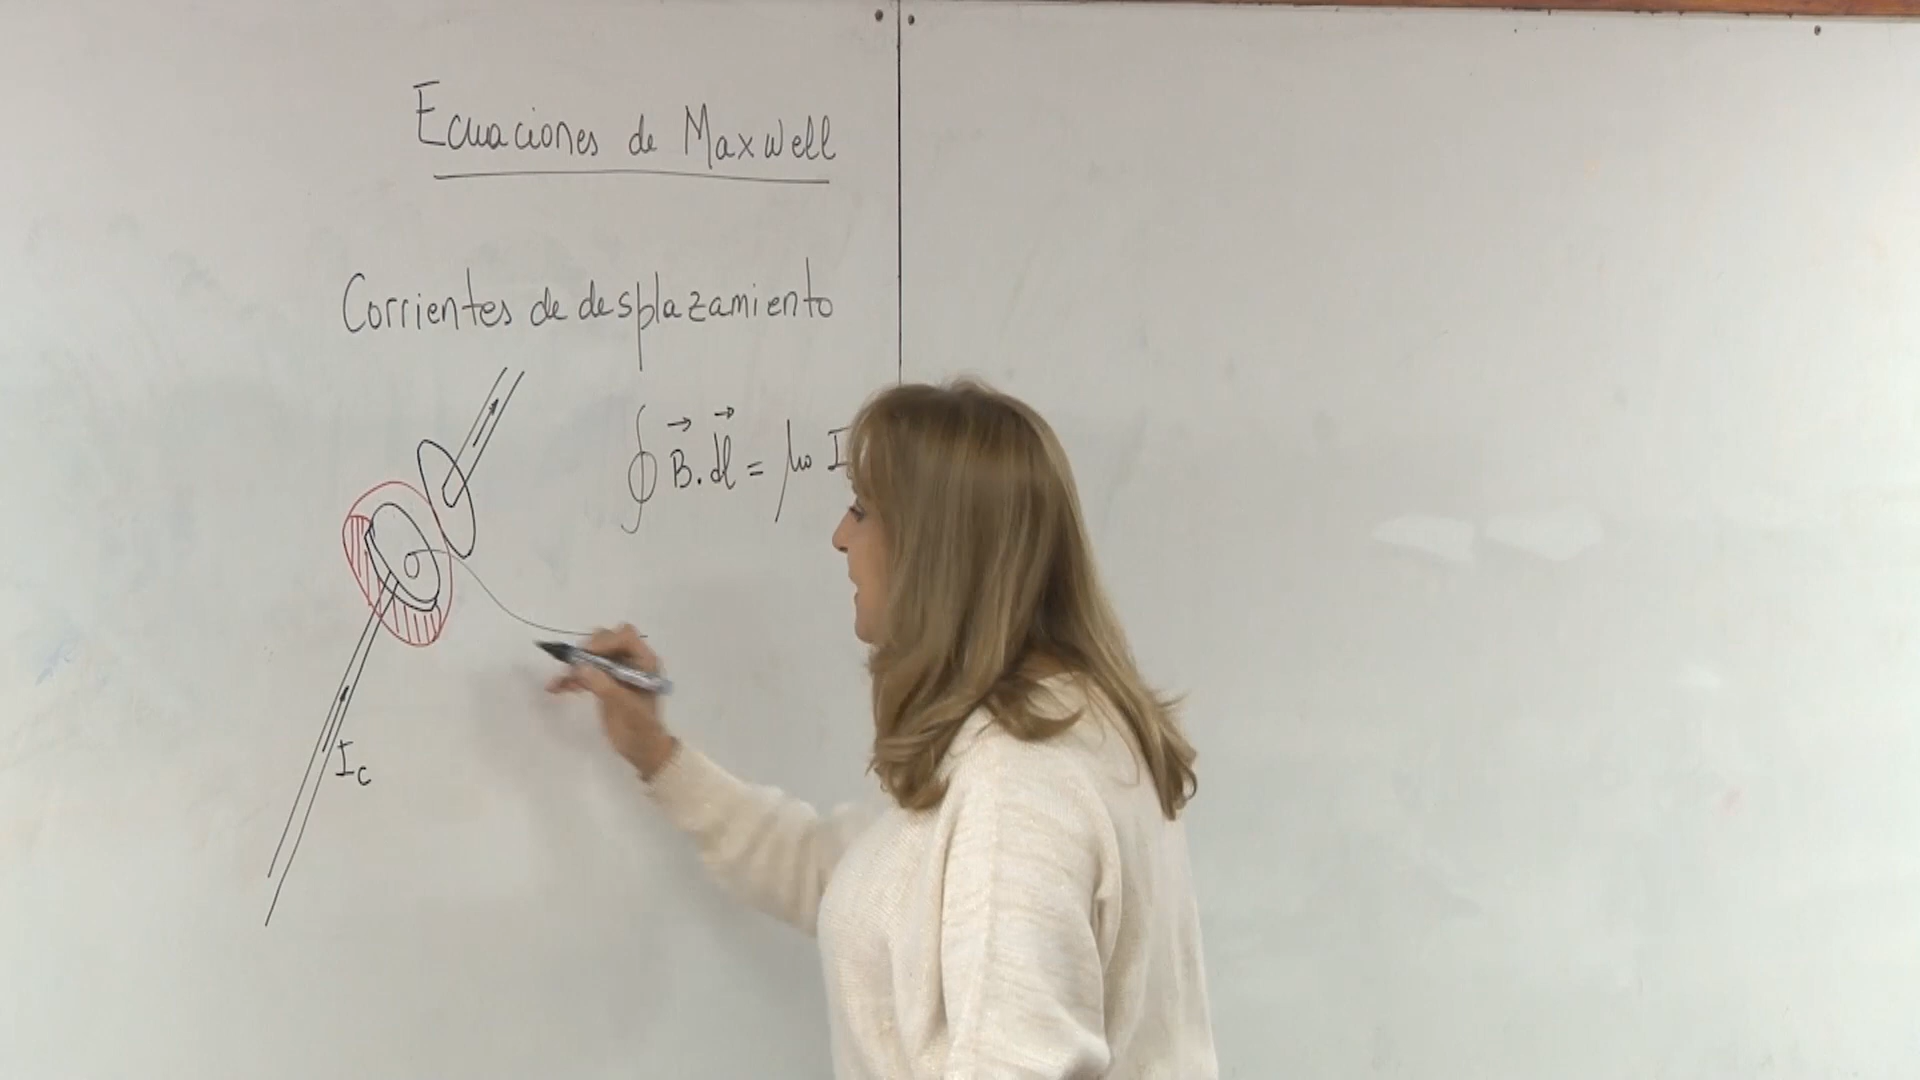 Ecuaciones de Maxwell
Corrientes de desplazamiento
∮ B⃗ . dl⃗ = μ₀ I
I_C